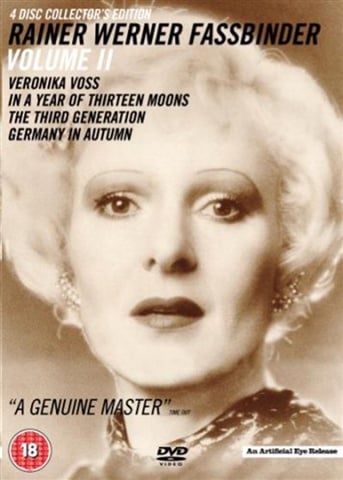 4 DISC COLLECTOR'S EDITION
RAINER WERNER FASSBINDER
VOLUME II
VERONIKA VOSS
IN A YEAR OF THIRTEEN MOONS
THE THIRD GENERATION
GERMANY IN AUTUMN
"A GENUINE MASTER" TIME OUT
18
DVD
VIDEO
An Artificial Eye Release